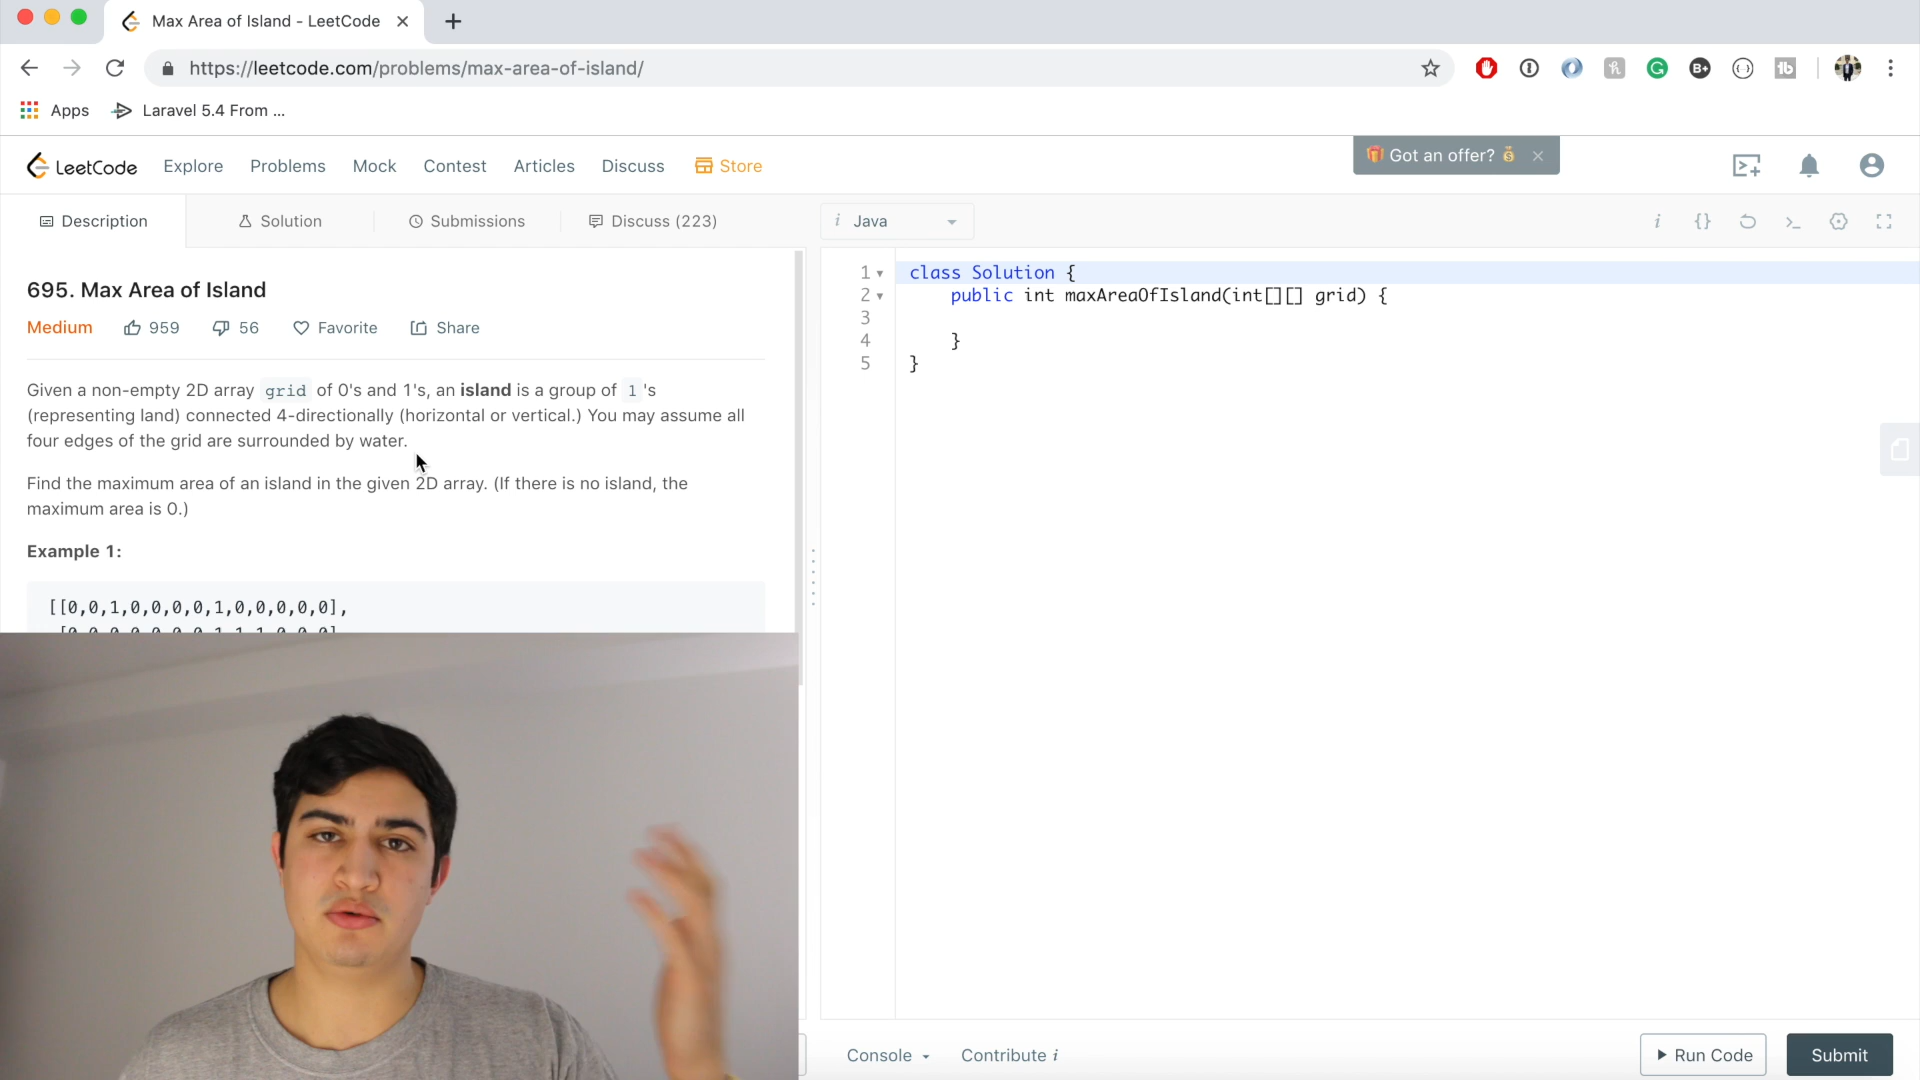 Max Area of Island - LeetCode
https://leetcode.com/problems/max-area-of-island/
Apps
Laravel 5.4 From ...
LeetCode Explore Problems Mock Contest Articles Discuss Store
Got an offer?
Description Solution Submissions Discuss (223)
i Java
i {} >_
695. Max Area of Island
Medium 959 56 Favorite Share
Given a non-empty 2D array grid of 0's and 1's, an island is a group of 1 's
(representing land) connected 4-directionally (horizontal or vertical.) You may assume all
four edges of the grid are surrounded by water.
Find the maximum area of an island in the given 2D array. (If there is no island, the
maximum area is 0.)
Example 1:
[[0,0,1,0,0,0,0,1,0,0,0,0,0],
1 class Solution {
2 public int maxAreaOfIsland(int[][] grid) {
3
4 }
5 }
Console Contribute i
Run Code Submit